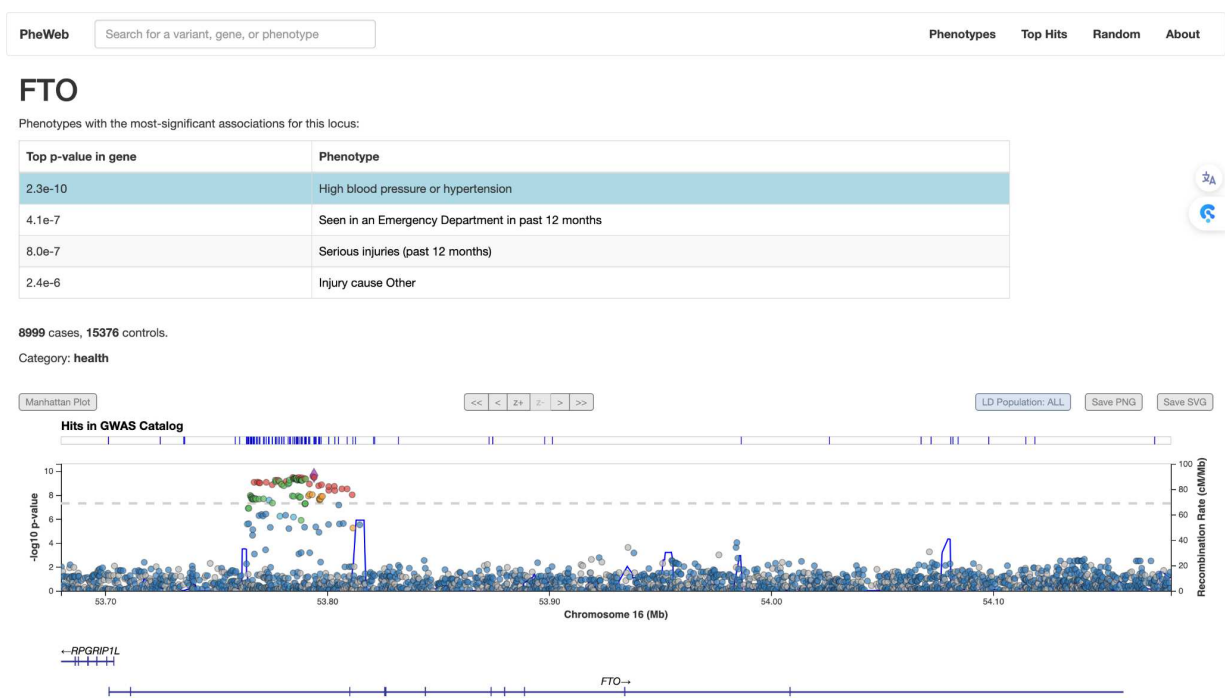 PheWeb Search for a variant, gene, or phenotype Phenotypes Top Hits Random About
FTO
Phenotypes with the most-significant associations for this locus:
Top p-value in gene Phenotype
2.3e-10 High blood pressure or hypertension
4.1e-7 Seen in an Emergency Department in past 12 months
8.0e-7 Serious injuries (past 12 months)
2.4e-6 Injury cause Other
8999 cases, 15376 controls.
Category: health
Manhattan Plot << < z+ z- > >> LD Population: ALL Save PNG Save SVG
Hits in GWAS Catalog
10
8
6
4
2
0
-log10 p-value
100
80
60
40
20
0
Recombination Rate (cM/Mb)
53.70 53.80 53.90 54.00 54.10
Chromosome 16 (Mb)
←RPGRIP1L
FTO→